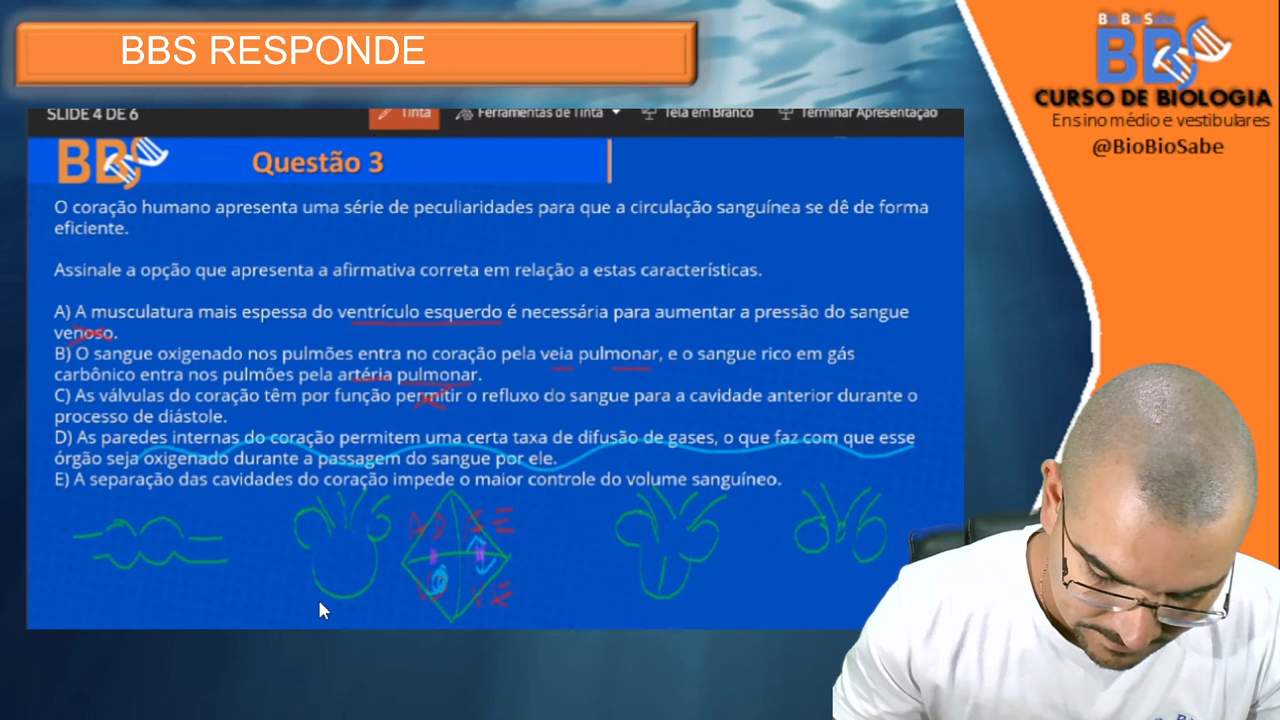 BBS RESPONDE
Bio Bio Sabe
BBS
CURSO DE BIOLOGIA
Ensino médio e vestibulares
@BioBioSabe
SLIDE 4 DE 6
Tinta
Ferramentas de Tinta
Tela em Branco
Terminar Apresentação
BBS
Questão 3
O coração humano apresenta uma série de peculiaridades para que a circulação sanguínea se dê de forma
eficiente.
Assinale a opção que apresenta a afirmativa correta em relação a estas características.
A) A musculatura mais espessa do ventrículo esquerdo é necessária para aumentar a pressão do sangue
venoso.
B) O sangue oxigenado nos pulmões entra no coração pela veia pulmonar, e o sangue rico em gás
carbônico entra nos pulmões pela artéria pulmonar.
C) As válvulas do coração têm por função permitir o refluxo do sangue para a cavidade anterior durante o
processo de diástole.
D) As paredes internas do coração permitem uma certa taxa de difusão de gases, o que faz com que esse
órgão seja oxigenado durante a passagem do sangue por ele.
E) A separação das cavidades do coração impede o maior controle do volume sanguíneo.
AD
VE